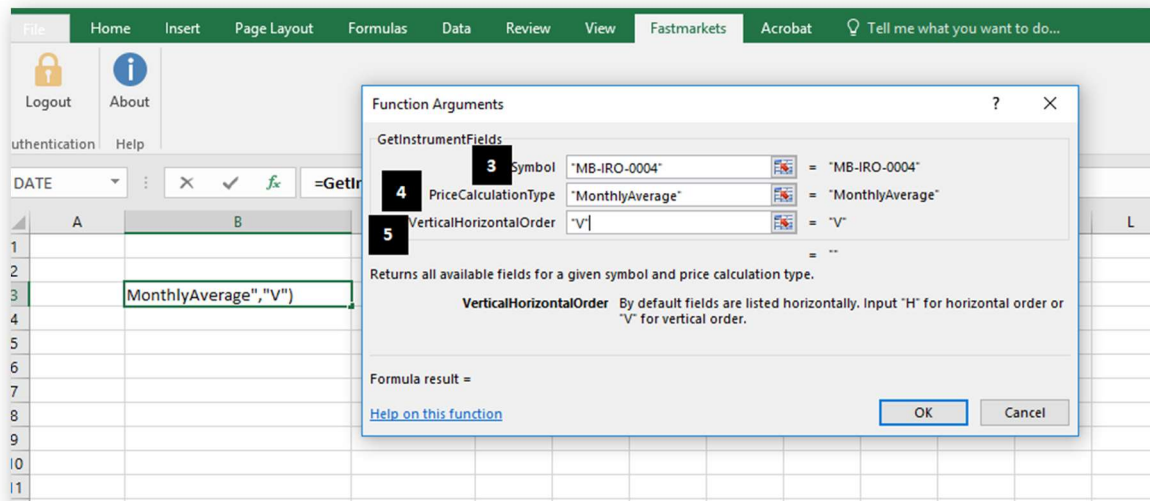 File Home Insert Page Layout Formulas Data Review View Fastmarkets Acrobat Tell me what you want to do...
Logout About
uthentication Help
Function Arguments ? ×
GetInstrumentFields
3 Symbol "MB-IRO-0004" = "MB-IRO-0004"
4 PriceCalculationType "MonthlyAverage" = "MonthlyAverage"
5 VerticalHorizontalOrder "V" = "V"
= ""
Returns all available fields for a given symbol and price calculation type.
VerticalHorizontalOrder By default fields are listed horizontally. Input "H" for horizontal order or
"V" for vertical order.
Formula result =
Help on this function OK Cancel
DATE fx =GetIr
A B L
1
2
3 MonthlyAverage","V")
4
5
6
7
8
9
10
11